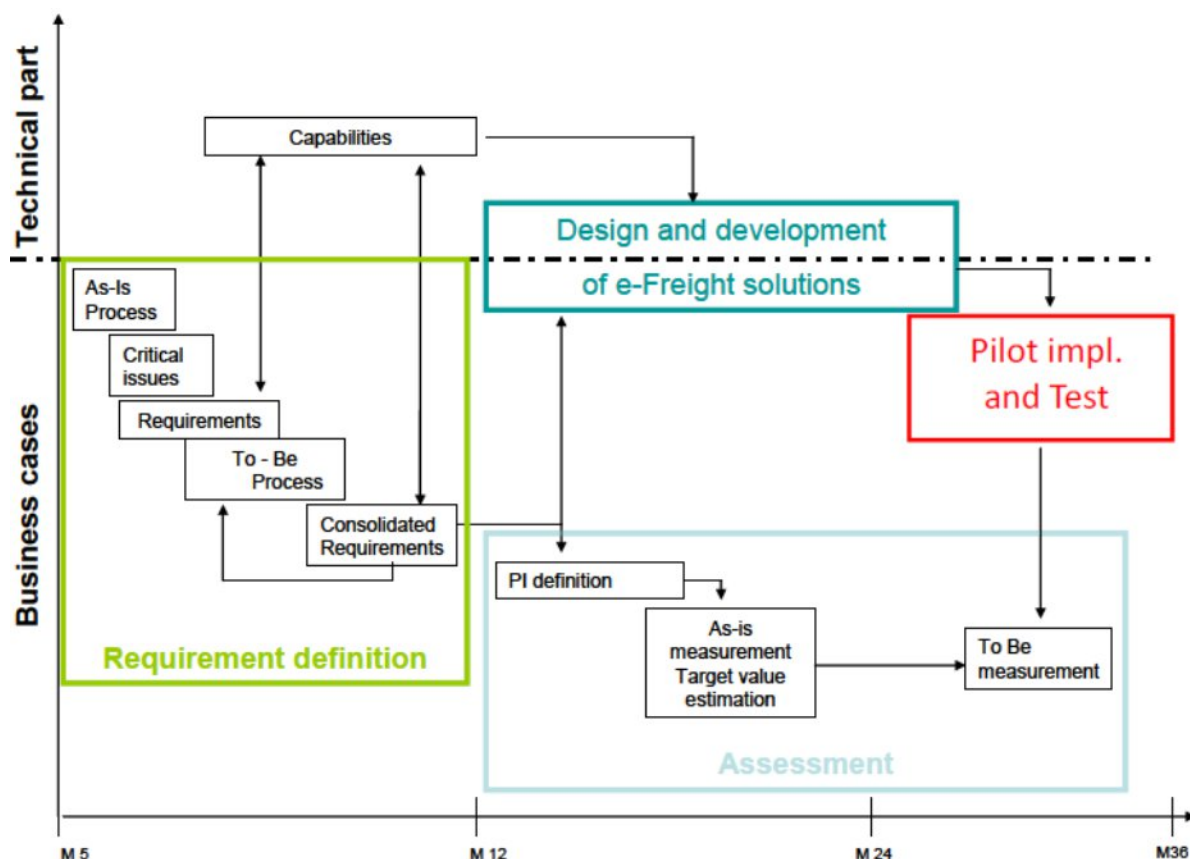 Technical part
Business cases
Capabilities
Design and development
of e-Freight solutions
As-Is
Process
Critical
issues
Requirements
To - Be
Process
Consolidated
Requirements
Requirement definition
Pilot impl.
and Test
PI definition
As-is
measurement
Target value
estimation
To Be
measurement
Assessment
M 5
M 12
M 24
M36